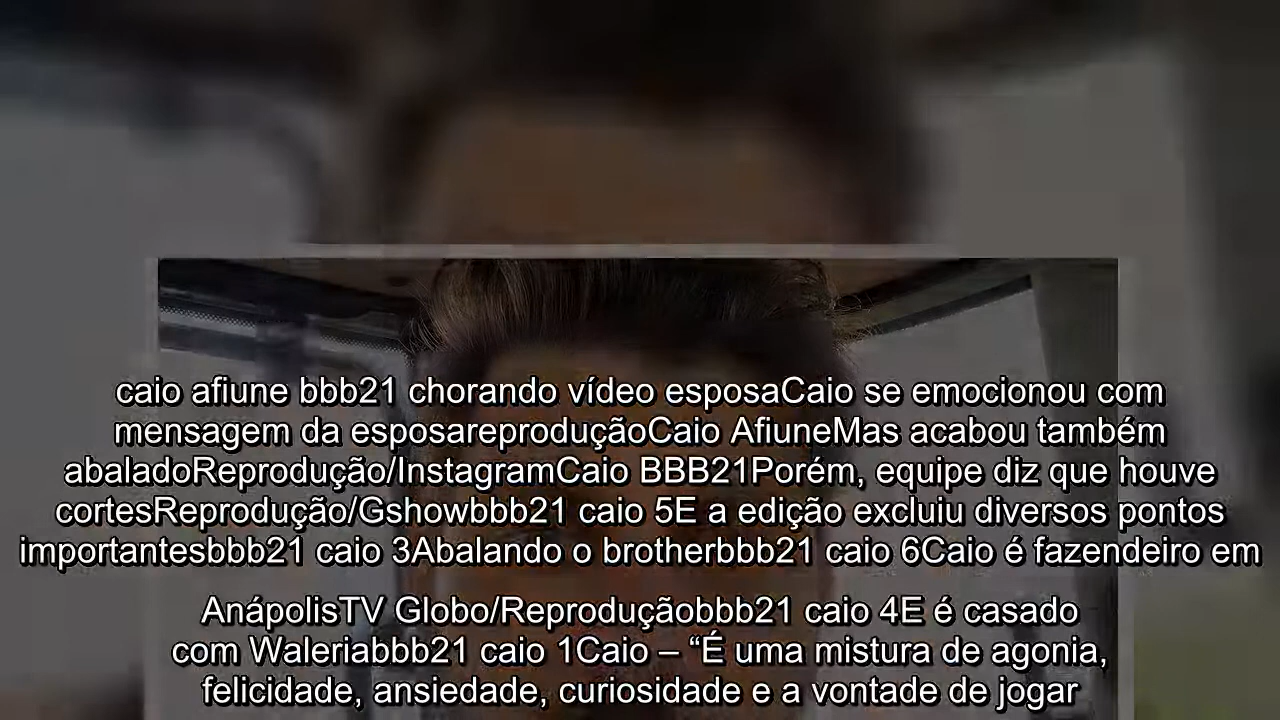 caio afiune bbb21 chorando vídeo esposaCaio se emocionou com
mensagem da esposareproduçãoCaio AfiuneMas acabou também
abaladoReprodução/InstagramCaio BBB21Porém, equipe diz que houve
cortesReprodução/Gshowbbb21 caio 5E a edição excluiu diversos pontos
importantesbbb21 caio 3Abalando o brotherbbb21 caio 6Caio é fazendeiro em
AnápolisTV Globo/Reproduçãobbb21 caio 4E é casado
com Waleriabbb21 caio 1Caio – “É uma mistura de agonia,
felicidade, ansiedade, curiosidade e a vontade de jogar